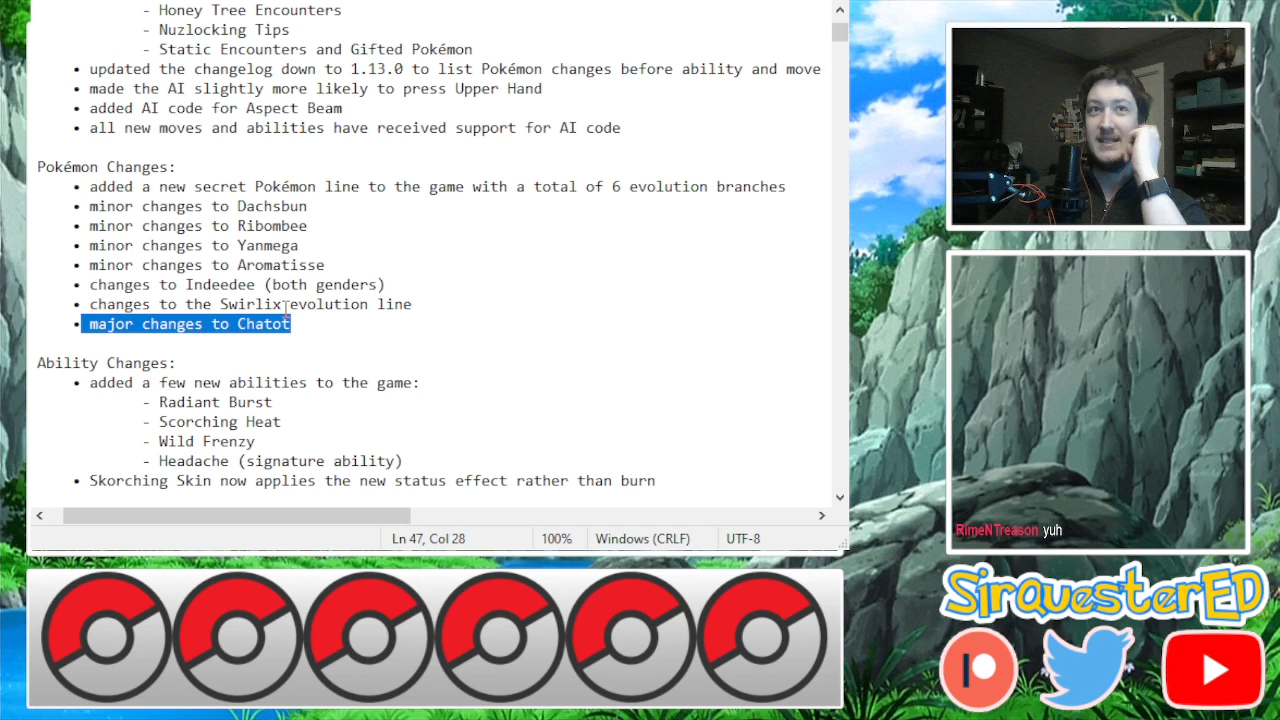 - Honey Tree Encounters
- Nuzlocking Tips
- Static Encounters and Gifted Pokémon
• updated the changelog down to 1.13.0 to list Pokémon changes before ability and move
• made the AI slightly more likely to press Upper Hand
• added AI code for Aspect Beam
• all new moves and abilities have received support for AI code
Pokémon Changes:
• added a new secret Pokémon line to the game with a total of 6 evolution branches
• minor changes to Dachsbun
• minor changes to Ribombee
• minor changes to Yanmega
• minor changes to Aromatisse
• changes to Indeedee (both genders)
• changes to the Swirlix evolution line
• major changes to Chatot
Ability Changes:
• added a few new abilities to the game:
- Radiant Burst
- Scorching Heat
- Wild Frenzy
- Headache (signature ability)
• Skorching Skin now applies the new status effect rather than burn
Ln 47, Col 28 100% Windows (CRLF) UTF-8
RimeNTreason yuh
SirquesterED